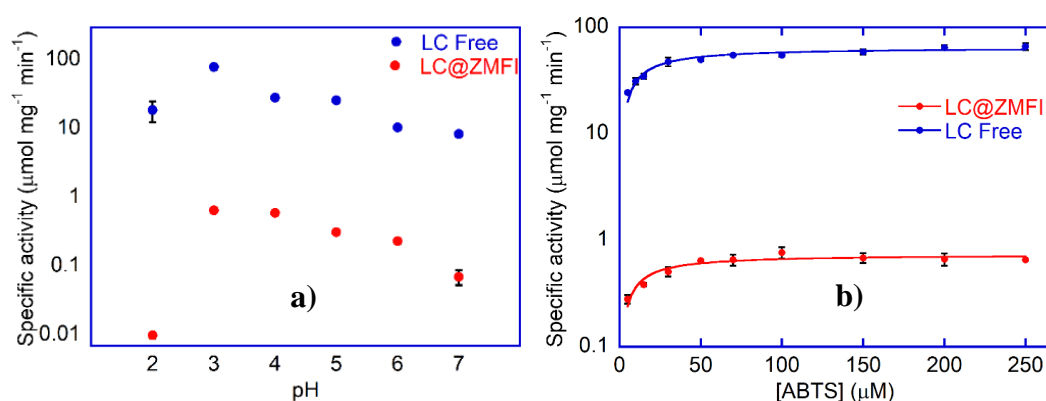 100
10
1
0.1
−0.01
Specific activity (µmol mg⁻¹ min⁻¹)
LC Free
LC@ZMFI
a)
2 3 4 5 6 7
pH
100
100
1
0.1
Specific activity (µmol mg⁻¹ min⁻¹)
LC@ZMFI
LC Free
b)
0 50 100 150 200 250
[ABTS] (µM)